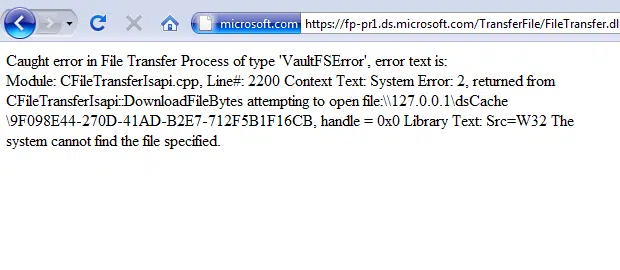 microsoft.com https://fp-pr1.ds.microsoft.com/TransferFile/FileTransfer.dl
Caught error in File Transfer Process of type 'VaultFSError', error text is:
Module: CFileTransferIsapi.cpp, Line#: 2200 Context Text: System Error: 2, returned from
CFileTransferIsapi::DownloadFileBytes attempting to open file:\\127.0.0.1\dsCache
\9F098E44-270D-41AD-B2E7-712F5B1F16CB, handle = 0x0 Library Text: Src=W32 The
system cannot find the file specified.